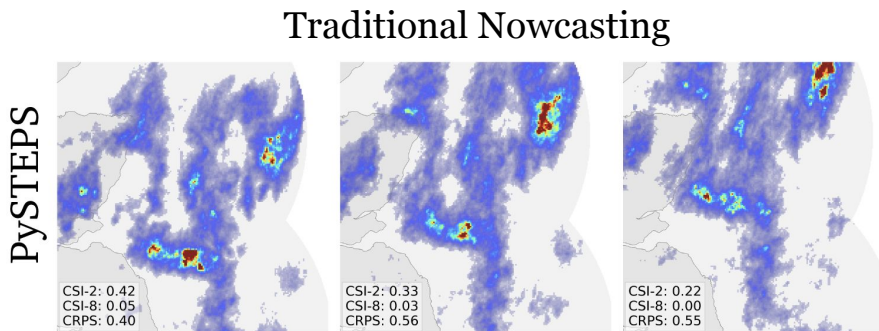 Traditional Nowcasting
PySTEPS
CSI-2: 0.42
CSI-8: 0.05
CRPS: 0.40
CSI-2: 0.33
CSI-8: 0.03
CRPS: 0.56
CSI-2: 0.22
CSI-8: 0.00
CRPS: 0.55